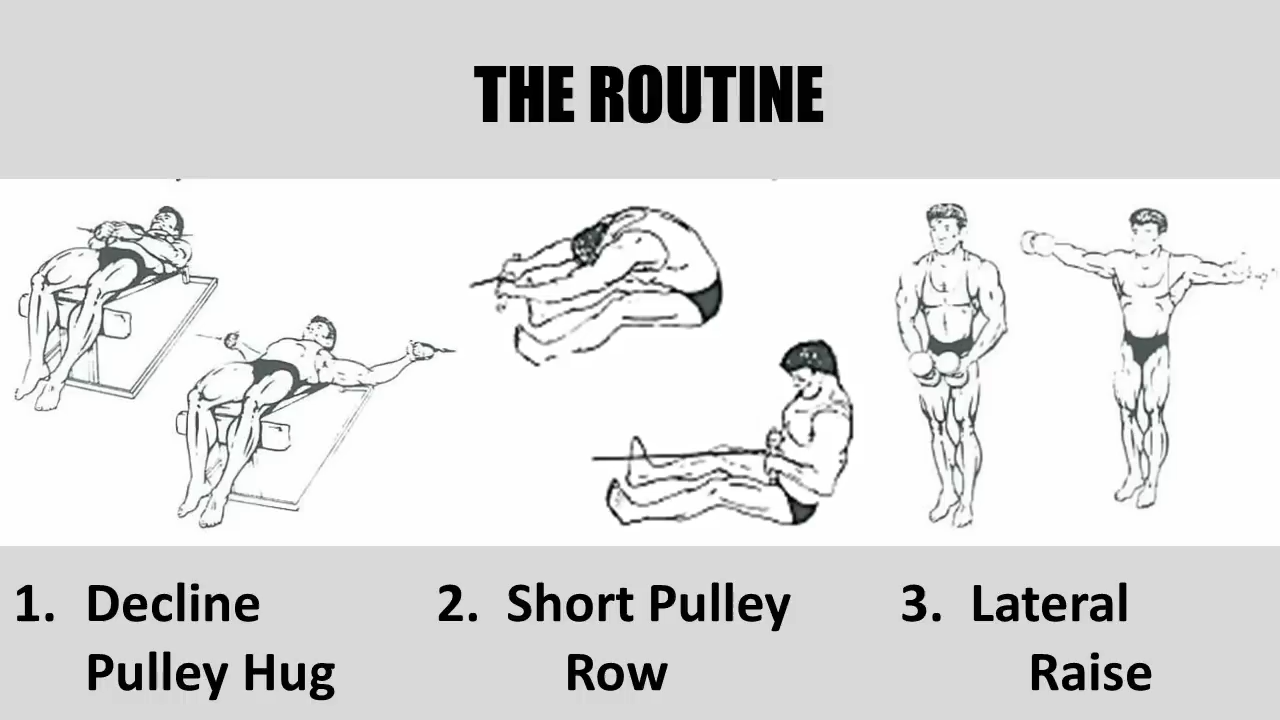 THE ROUTINE
1. Decline
Pulley Hug
2. Short Pulley
Row
3. Lateral
Raise